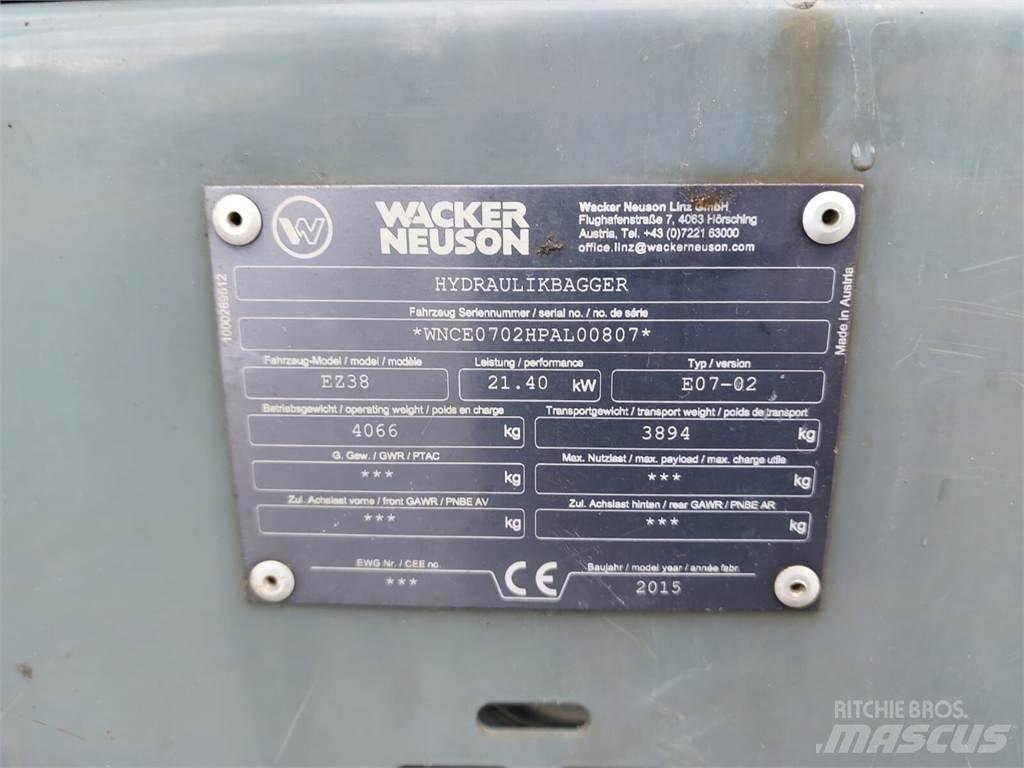 W
WACKER
NEUSON
Wacker Neuson Linz GmbH
Flughafenstraße 7, 4063 Hörsching
Austria, Tel. +43 (0)7221 63000
office.linz@wackerneuson.com
HYDRAULIKBAGGER
Fahrzeug Seriennummer / serial no. / no. de série
*WNCE0702HPAL00807*
Fahrzeug-Model / model / modèle
EZ38
Leistung / performance
21.40 kW
Typ / version
E07-02
Betriebsgewicht / operating weight / poids en charge
4066 kg
Transportgewicht / transport weight / poids de transport
3894 kg
G. Gew. / GWR / PTAC
*** kg
Max. Nutzlast / max. payload / max. charge utile
*** kg
Zul. Achslast vorne / front GAWR / PNBE AV
*** kg
Zul. Achslast hinten / rear GAWR / PNBE AR
*** kg
EWG Nr. / CEE no.
***
CE
Baujahr / model year / année fabr.
2015
1000269512
Made in Austria
RITCHIE BROS.
MASCUS